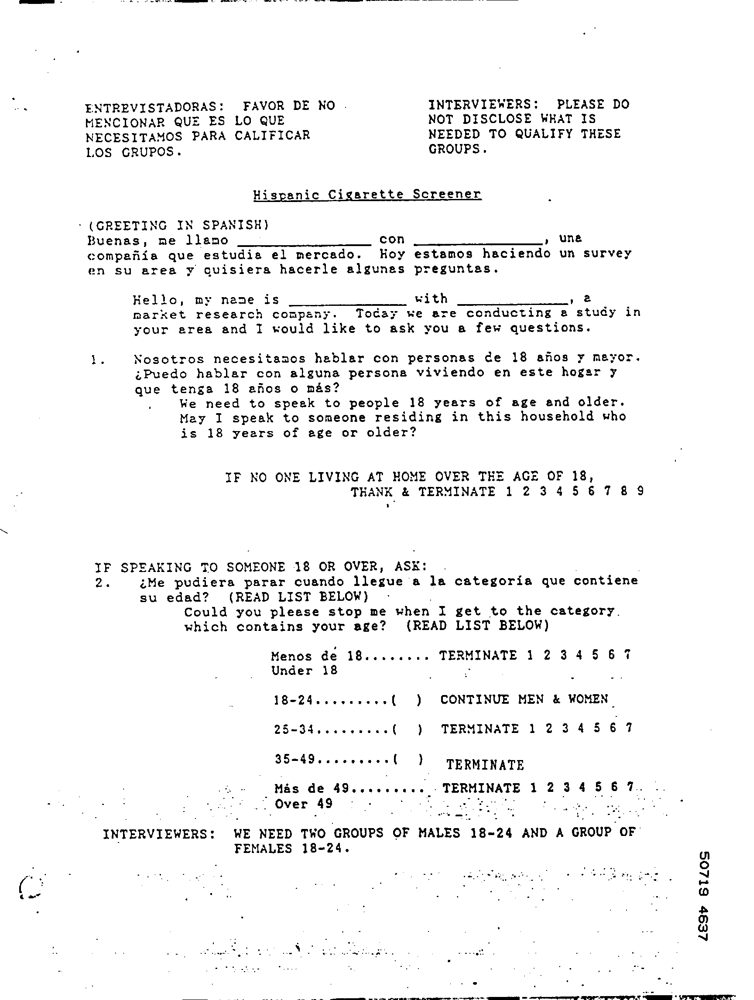 ENTREVISTADORAS: FAVOR DE NO
MENCIONAR QUE ES LO QUE
NECESITAMOS PARA CALIFICAR
LOS GRUPOS.
INTERVIEWERS: PLEASE DO
NOT DISCLOSE WHAT IS
NEEDED TO QUALIFY THESE
GROUPS.
Hispanic Cigarette Screener
(GREETING IN SPANISH)
Buenas, me llamo ________________ con ________________, una
compañía que estudia el mercado. Hoy estamos haciendo un survey
en su area y quisiera hacerle algunas preguntas.
Hello, my name is ______________ with _____________, a
market research company. Today we are conducting a study in
your area and I would like to ask you a few questions.
1. Nosotros necesitamos hablar con personas de 18 años y mayor.
¿Puedo hablar con alguna persona viviendo en este hogar y
que tenga 18 años o más?
We need to speak to people 18 years of age and older.
May I speak to someone residing in this household who
is 18 years of age or older?
IF NO ONE LIVING AT HOME OVER THE AGE OF 18,
THANK & TERMINATE 1 2 3 4 5 6 7 8 9
IF SPEAKING TO SOMEONE 18 OR OVER, ASK:
2. ¿Me pudiera parar cuando llegue a la categoría que contiene
su edad? (READ LIST BELOW)
Could you please stop me when I get to the category
which contains your age? (READ LIST BELOW)
Menos de 18........ TERMINATE 1 2 3 4 5 6 7
Under 18
18-24.........( ) CONTINUE MEN & WOMEN
25-34.........( ) TERMINATE 1 2 3 4 5 6 7
35-49.........( ) TERMINATE
Más de 49......... TERMINATE 1 2 3 4 5 6 7
Over 49
INTERVIEWERS: WE NEED TWO GROUPS OF MALES 18-24 AND A GROUP OF
FEMALES 18-24.
50719 4637